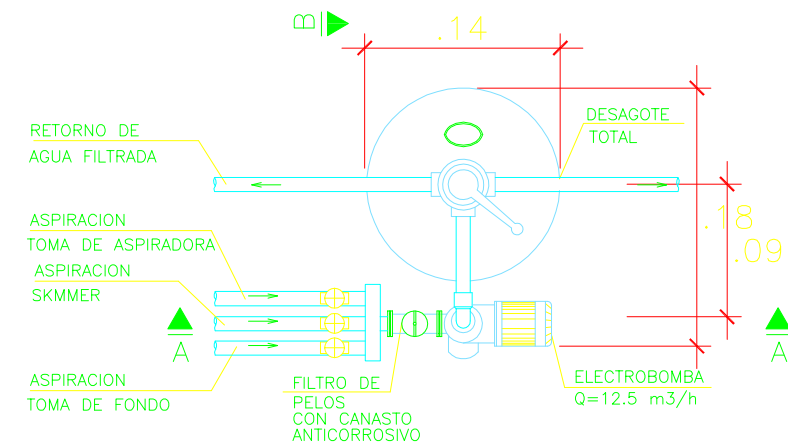 B
.14
RETORNO DE
AGUA FILTRADA
DESAGOTE
TOTAL
ASPIRACION
TOMA DE ASPIRADORA
.18
.09
ASPIRACION
SKMMER
A
A
ASPIRACION
TOMA DE FONDO
FILTRO DE
PELOS
CON CANASTO
ANTICORROSIVO
ELECTROBOMBA
Q=12.5 m3/h